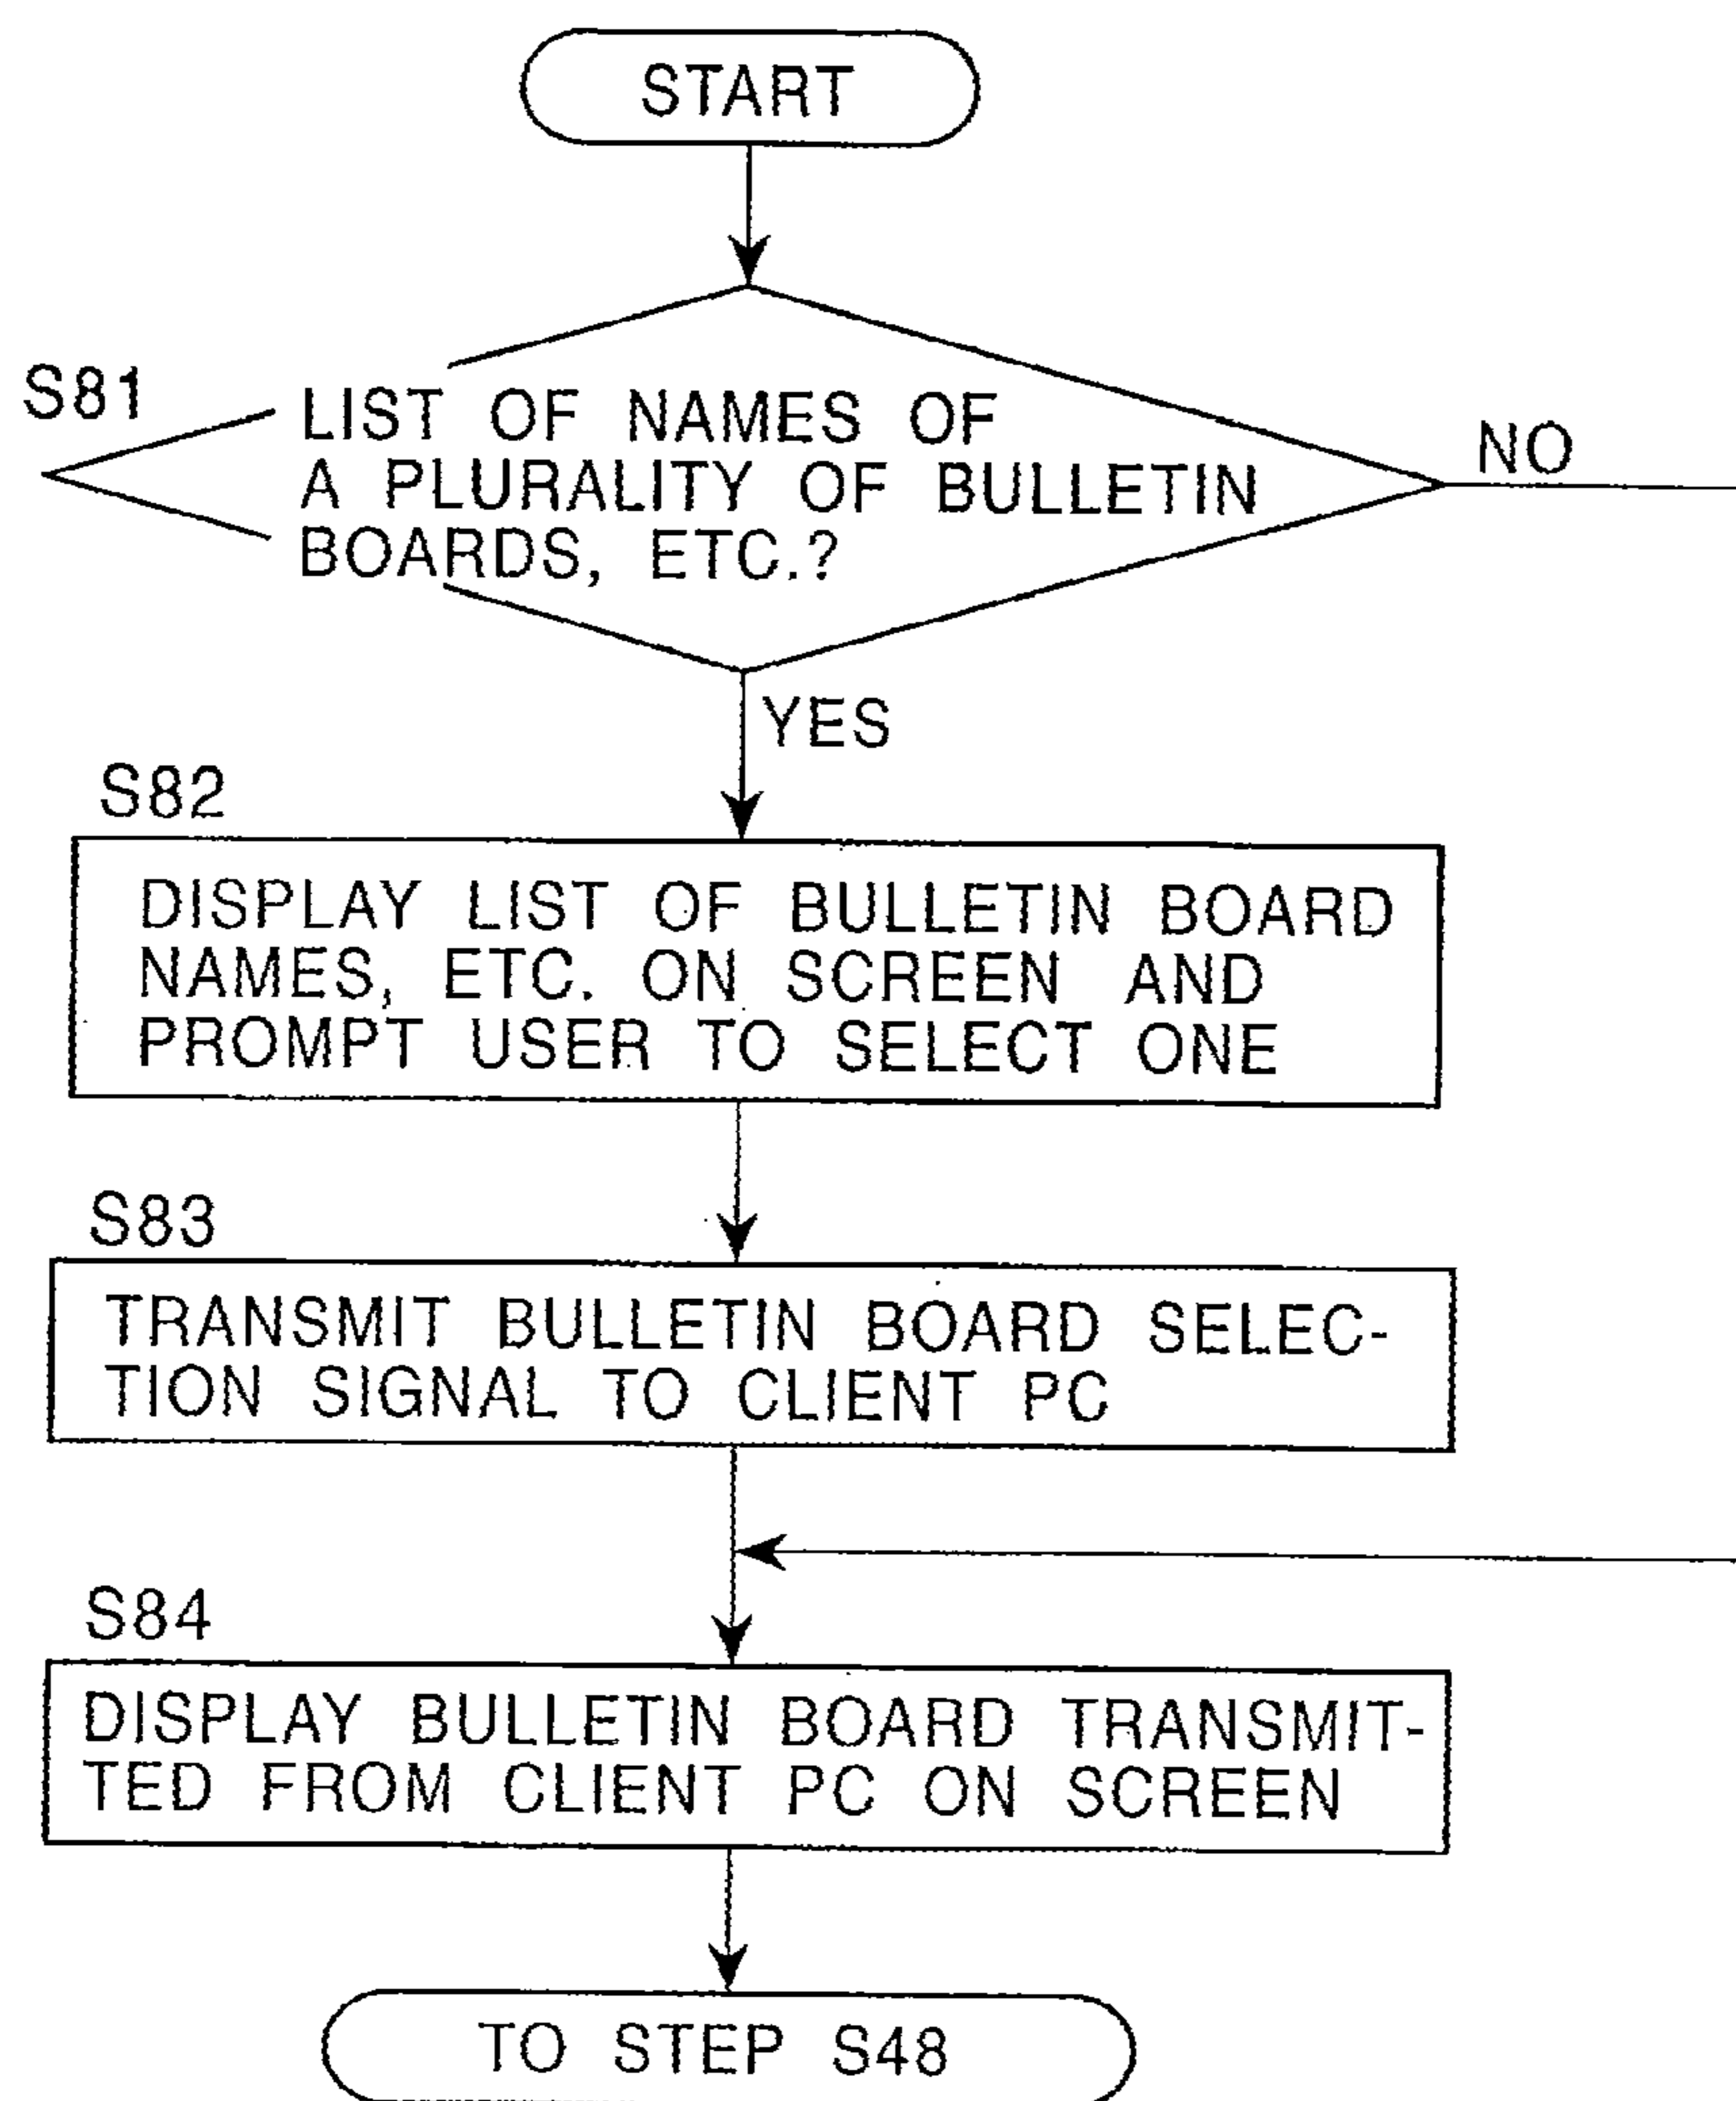 START
S81
LIST OF NAMES OF
A PLURALITY OF BULLETIN
BOARDS, ETC.?
NO
YES
S82
DISPLAY LIST OF BULLETIN BOARD
NAMES, ETC. ON SCREEN AND
PROMPT USER TO SELECT ONE
S83
TRANSMIT BULLETIN BOARD SELEC-
TION SIGNAL TO CLIENT PC
S84
DISPLAY BULLETIN BOARD TRANSMIT-
TED FROM CLIENT PC ON SCREEN
TO STEP S48